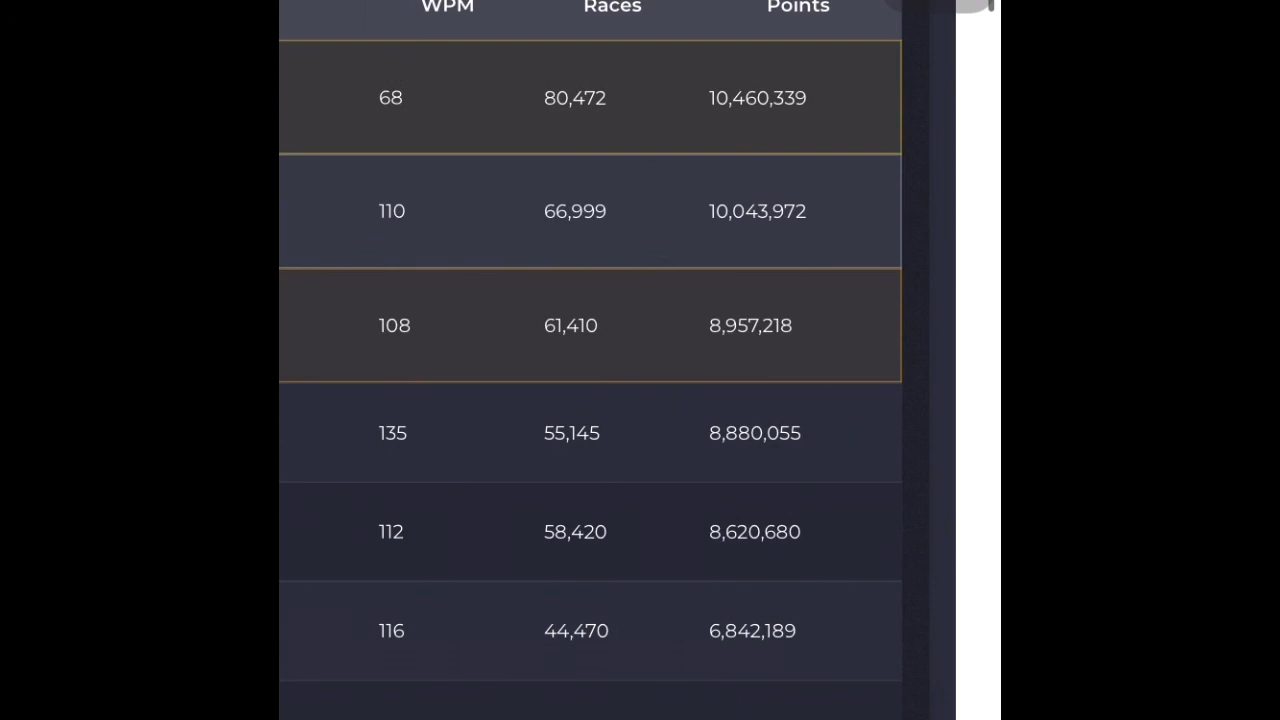 WPM Races Points
68 80,472 10,460,339
110 66,999 10,043,972
108 61,410 8,957,218
135 55,145 8,880,055
112 58,420 8,620,680
116 44,470 6,842,189